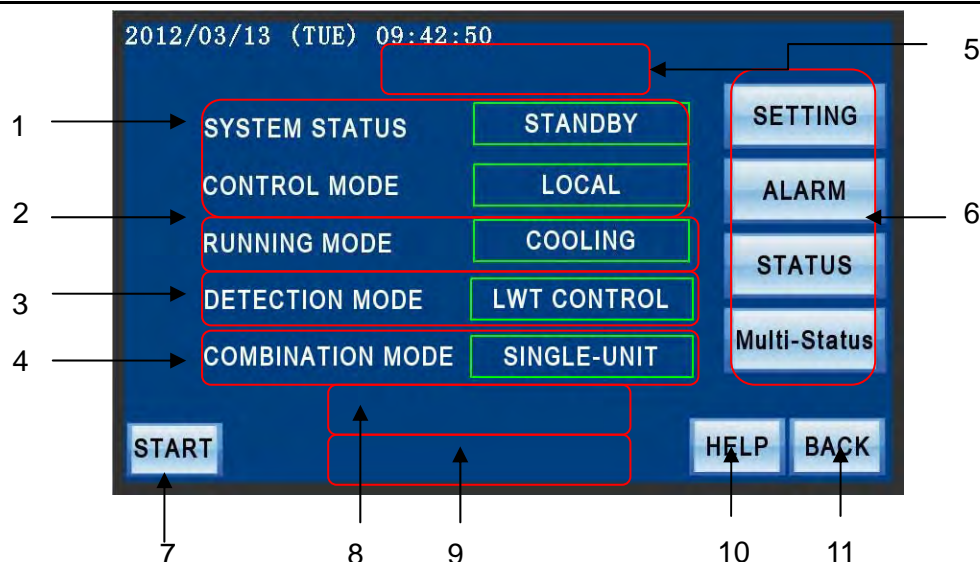 2012/03/13 (TUE) 09:42:50
5
1
SYSTEM STATUS STANDBY
SETTING
CONTROL MODE LOCAL
ALARM
2
6
RUNNING MODE COOLING
STATUS
3
DETECTION MODE LWT CONTROL
4
COMBINATION MODE SINGLE-UNIT
Multi-Status
START
HELP BACK
7 8 9 10 11